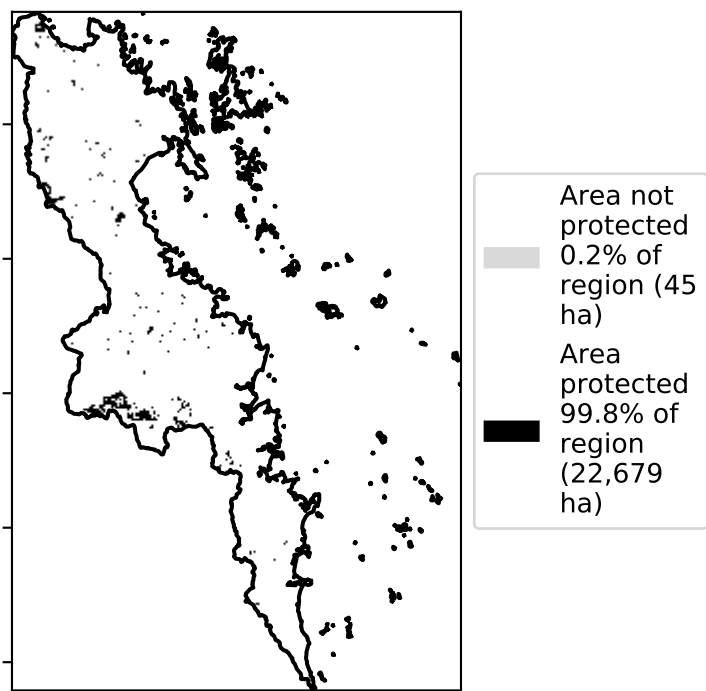 Area not
protected
0.2% of
region (45
ha)
Area
protected
99.8% of
region
(22,679
ha)